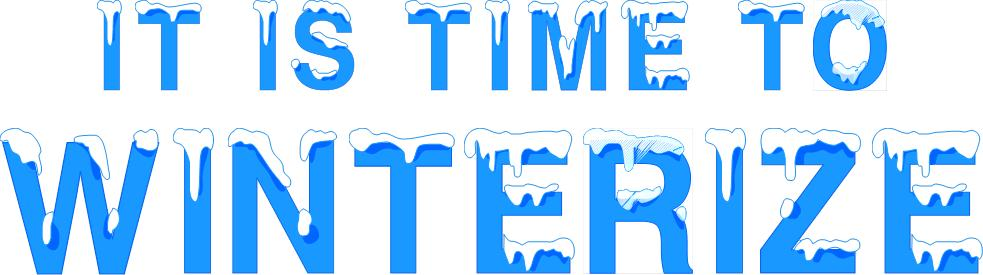 IT IS TIME TO
WINTERIZE